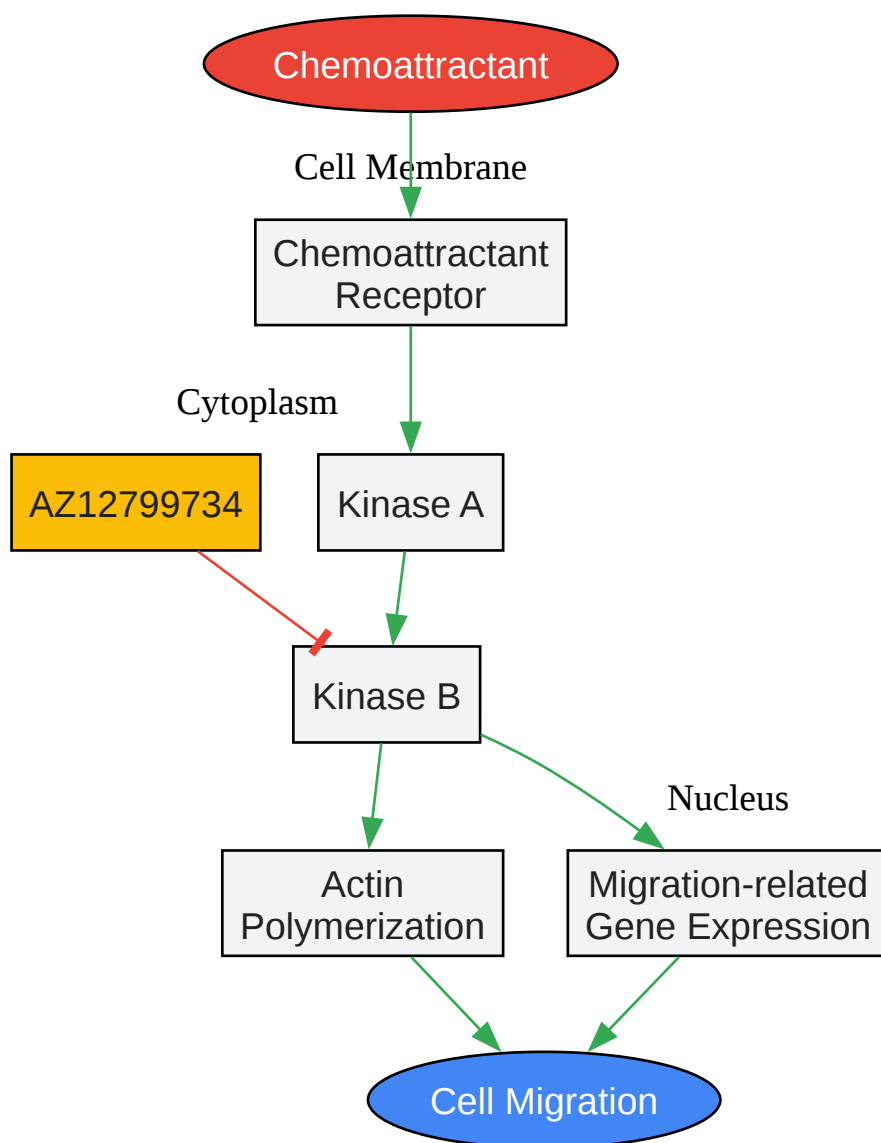 Chemoattractant
Cell Membrane
Chemoattractant
Receptor
Cytoplasm
AZ12799734
Kinase A
Kinase B
Nucleus
Actin
Polymerization
Migration-related
Gene Expression
Cell Migration